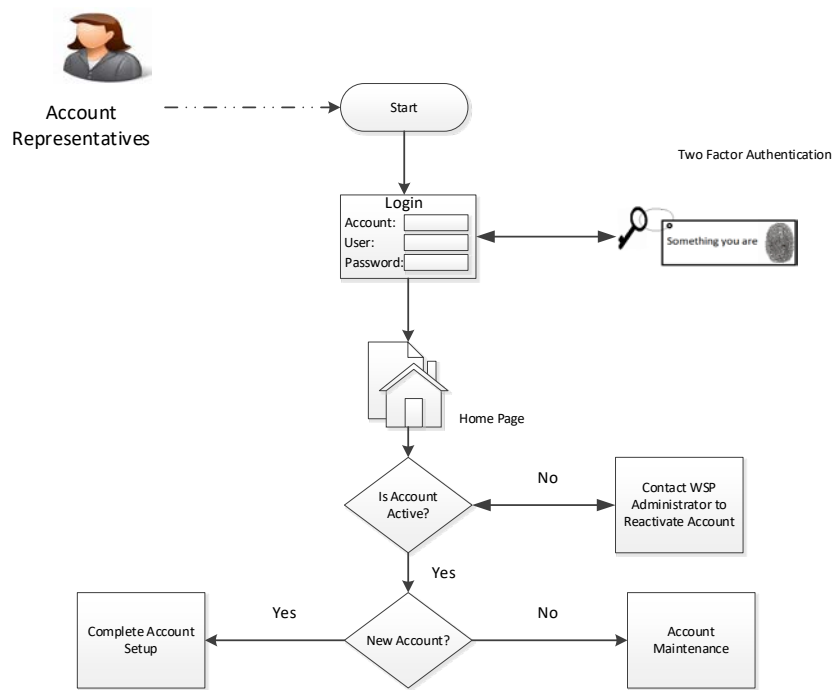 Account
Representatives
Start
Two Factor Authentication
Login
Account:
User:
Password:
Something you are
Home Page
Is Account
Active?
No
Contact WSP
Administrator to
Reactivate Account
Yes
Yes
No
Complete Account
Setup
New Account?
Account
Maintenance